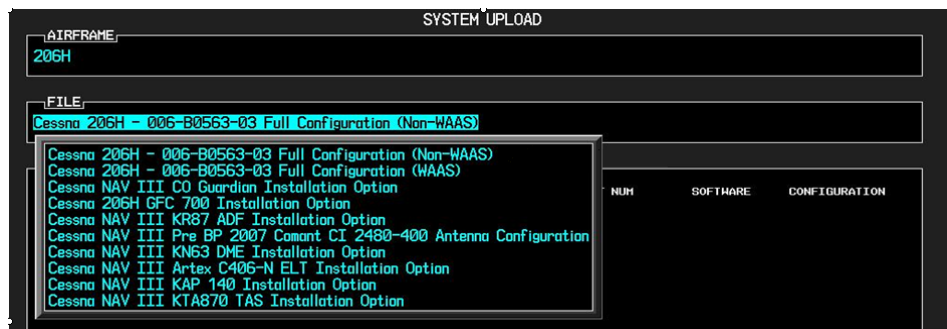 SYSTEM UPLOAD
AIRFRAME
206H
FILE
Cessna 206H - 006-B0563-03 Full Configuration (Non-WAAS)
Cessna 206H - 006-B0563-03 Full Configuration (Non-WAAS)
Cessna 206H - 006-B0563-03 Full Configuration (WAAS)
Cessna NAV III CO Guardian Installation Option
Cessna 206H GFC 700 Installation Option
Cessna NAV III KR87 ADF Installation Option
Cessna NAV III Pre BP 2007 Comant CI 2480-400 Antenna Configuration
Cessna NAV III KN63 DME Installation Option
Cessna NAV III Artex C406-N ELT Installation Option
Cessna NAV III KAP 140 Installation Option
Cessna NAV III KTA870 TAS Installation Option
NUM SOFTWARE CONFIGURATION